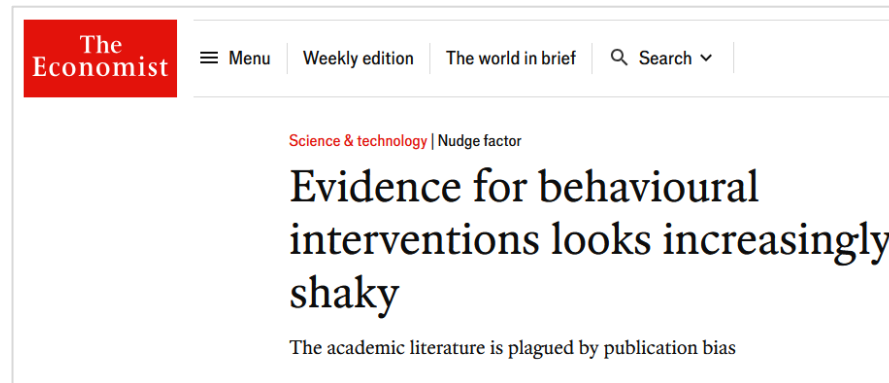 The
Economist
Menu
Weekly edition
The world in brief
Search
Science & technology | Nudge factor
Evidence for behavioural
interventions looks increasingly
shaky
The academic literature is plagued by publication bias